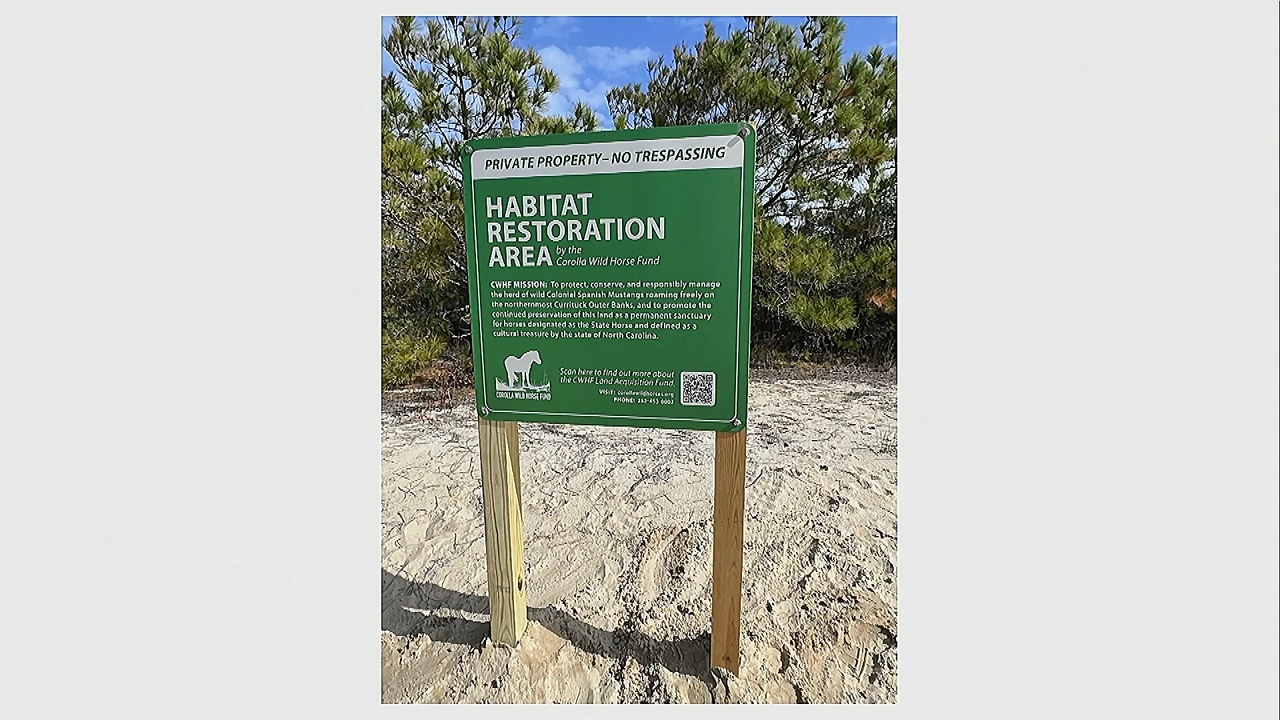 PRIVATE PROPERTY–NO TRESPASSING
HABITAT
RESTORATION
AREA by the
Corolla Wild Horse Fund
CWHF MISSION: To protect, conserve, and responsibly manage
the herd of wild Colonial Spanish Mustangs roaming freely on
the northernmost Currituck Outer Banks, and to promote the
continued preservation of this land as a permanent sanctuary
for horses designated as the State Horse and defined as a
cultural treasure by the state of North Carolina.
Scan here to find out more about
the CWHF Land Acquisition Fund.
VISIT: corollawildhorses.org
PHONE: 252-453-8002
COROLLA WILD HORSE FUND